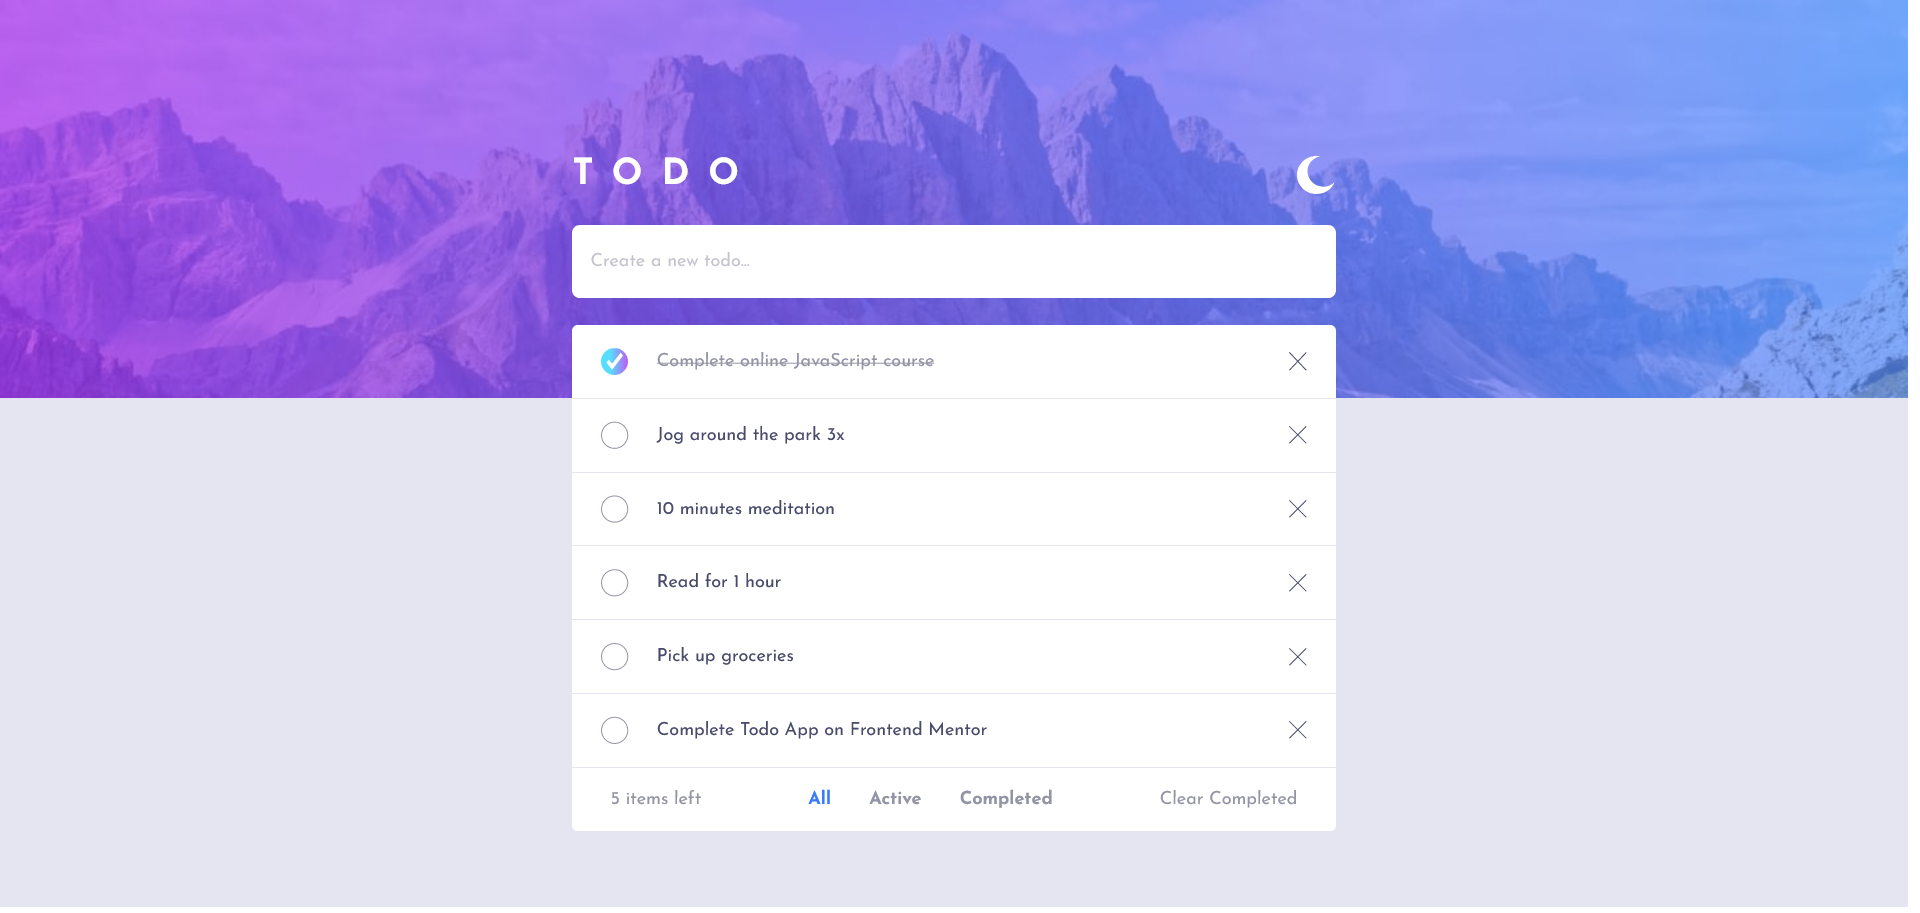 TODO
Create a new todo...
Complete online JavaScript course
Jog around the park 3x
10 minutes meditation
Read for 1 hour
Pick up groceries
Complete Todo App on Frontend Mentor
5 items left All Active Completed Clear Completed